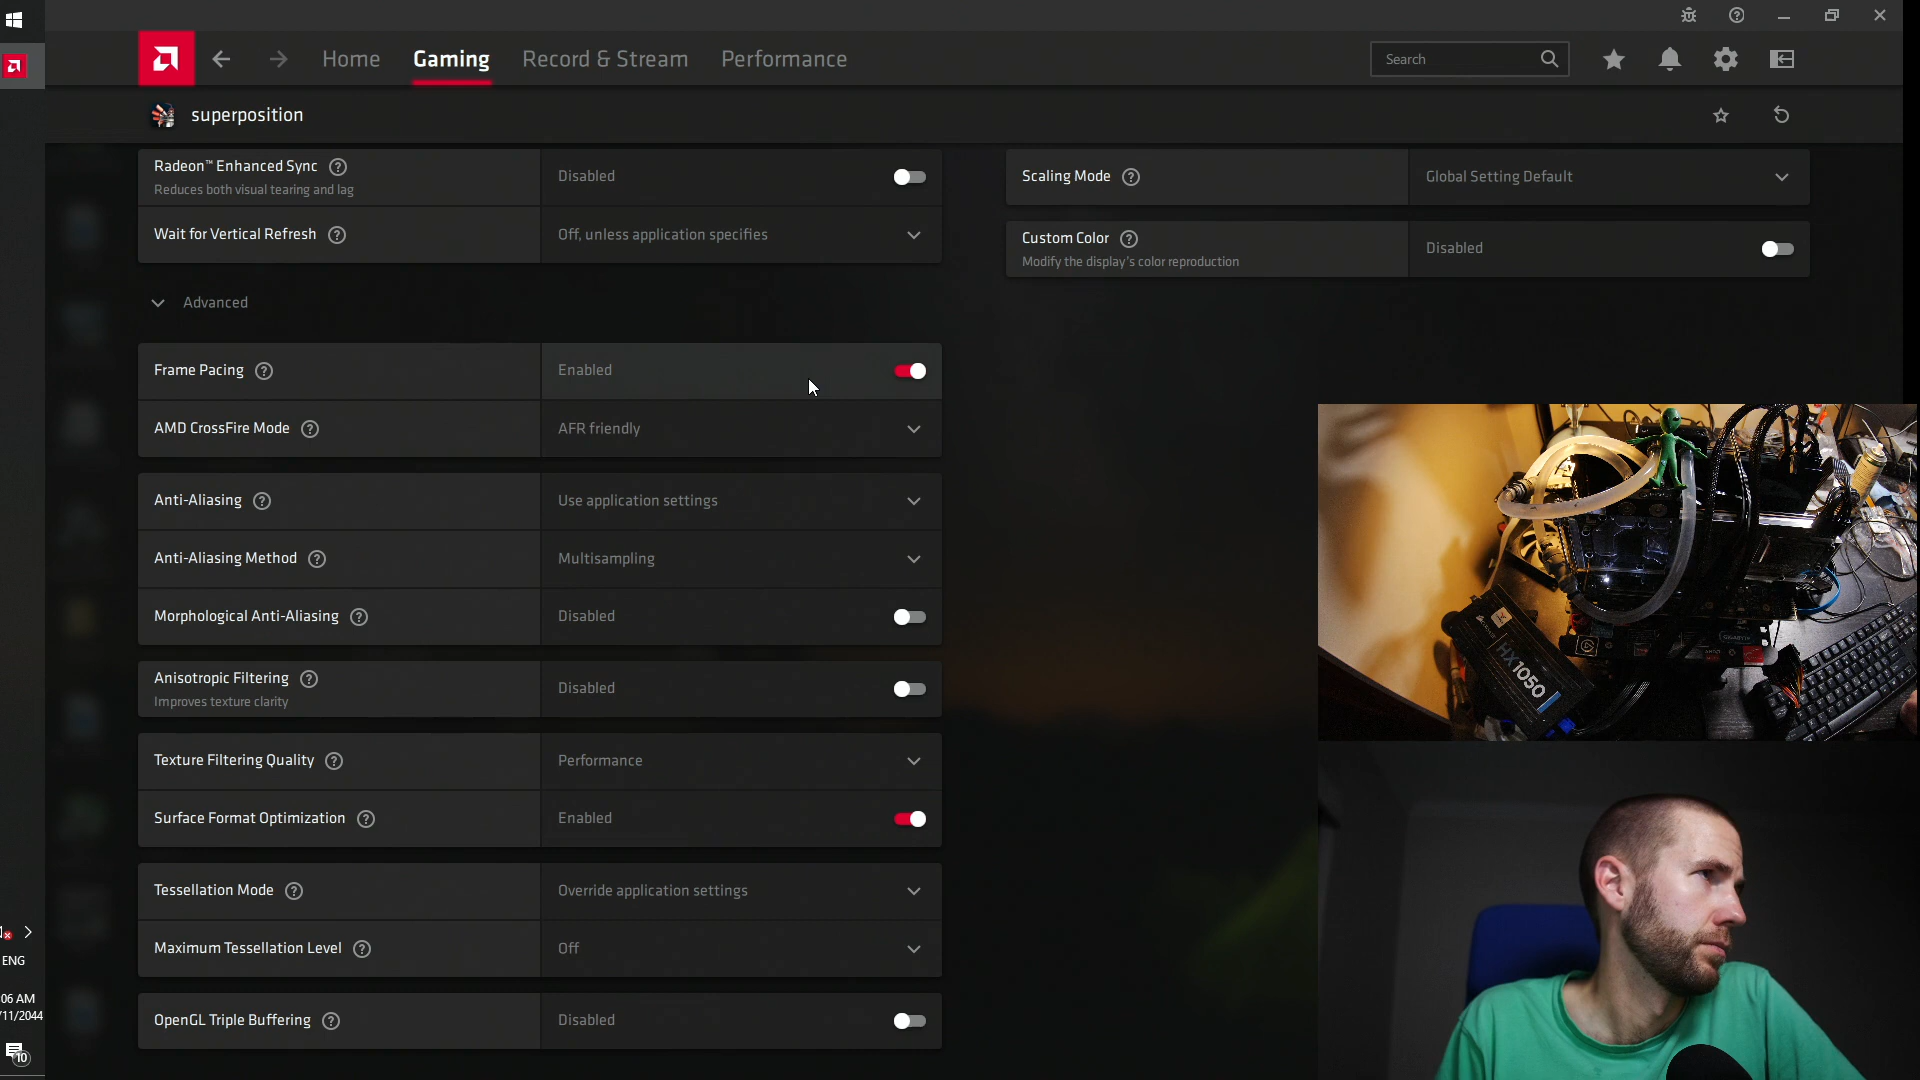 Home
Gaming
Record & Stream
Performance
Search
superposition
Radeon™ Enhanced Sync
Reduces both visual tearing and lag
Disabled
Wait for Vertical Refresh
Off, unless application specifies
Scaling Mode
Global Setting Default
Custom Color
Modify the display's color reproduction
Disabled
Advanced
Frame Pacing
Enabled
AMD CrossFire Mode
AFR friendly
Anti-Aliasing
Use application settings
Anti-Aliasing Method
Multisampling
Morphological Anti-Aliasing
Disabled
Anisotropic Filtering
Improves texture clarity
Disabled
Texture Filtering Quality
Performance
Surface Format Optimization
Enabled
Tessellation Mode
Override application settings
Maximum Tessellation Level
Off
OpenGL Triple Buffering
Disabled
ENG
06 AM
/11/2044
10
HX1050